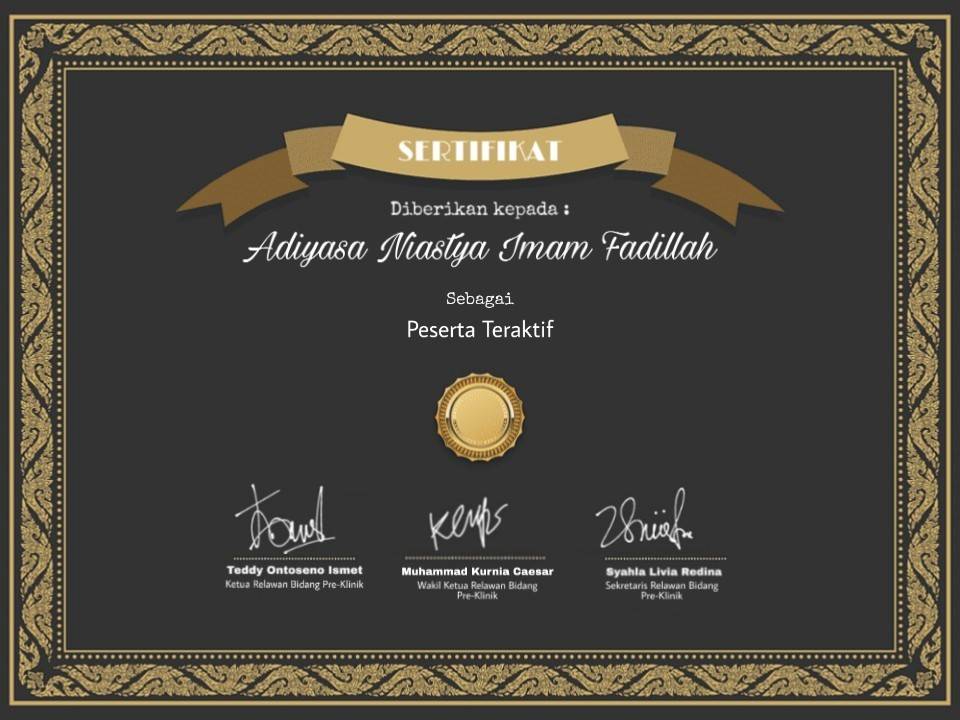 SERTIFIKAT
Diberikan kepada :
Adiyasa Niastya Imam Fadillah
Sebagai
Peserta Teraktif
Teddy Ontoseno Ismet
Ketua Relawan Bidang Pre-Klinik
Muhammad Kurnia Caesar
Wakil Ketua Relawan Bidang
Pre-Klinik
Syahla Livia Redina
Sekretaris Relawan Bidang
Pre-Klinik